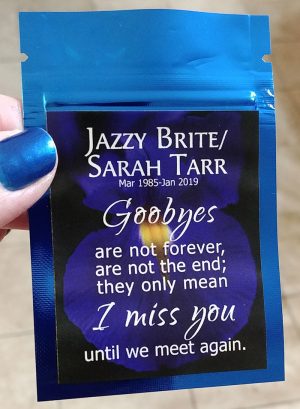 JAZZY BRITE/
SARAH TARR
Mar 1985-Jan 2019
Goobyes
are not forever,
are not the end;
they only mean
I miss you
until we meet again.